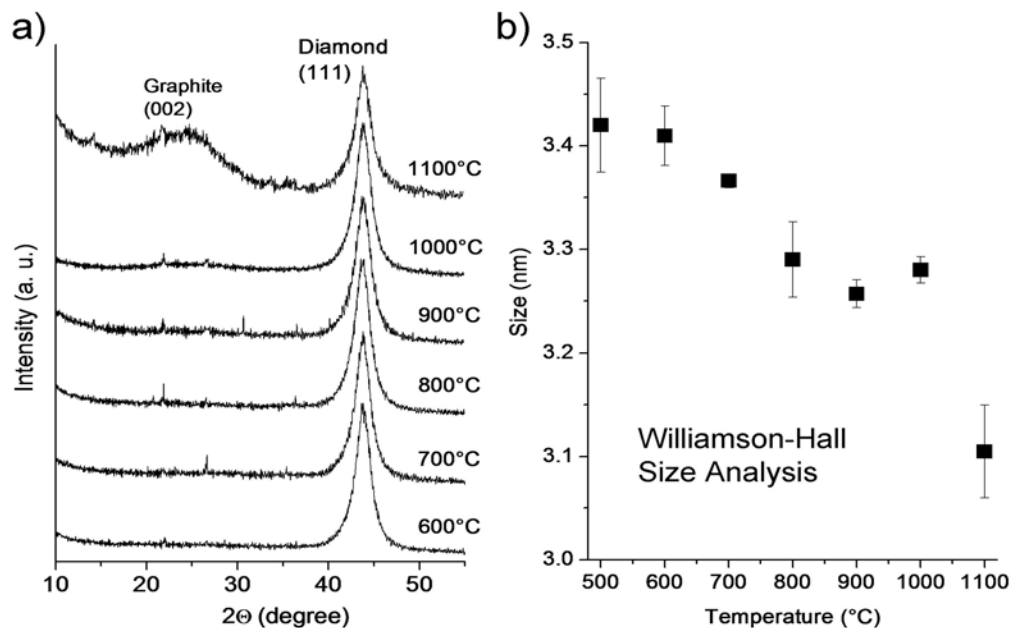 a)
Graphite
(002)
Diamond
(111)
1100°C
1000°C
900°C
800°C
700°C
600°C
Intensity (a. u.)
10 20 30 40 50
2Θ (degree)
b)
3.5
3.4
3.3
3.2
3.1
3.0
Size (nm)
Williamson-Hall
Size Analysis
500 600 700 800 900 1000 1100
Temperature (°C)